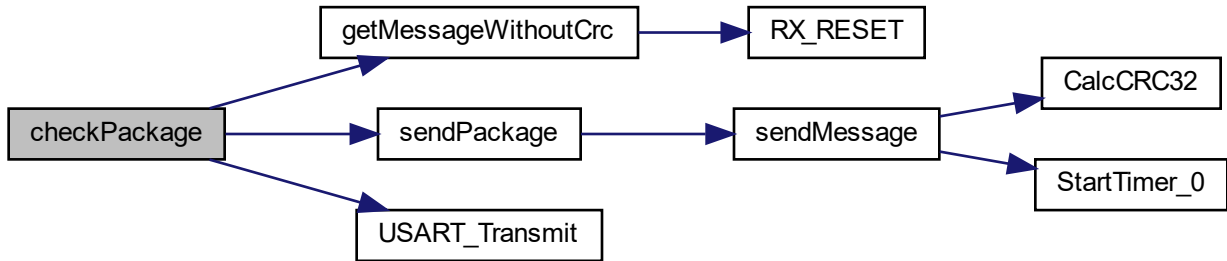 checkPackage
getMessageWithoutCrc
RX_RESET
sendPackage
sendMessage
CalcCRC32
StartTimer_0
USART_Transmit